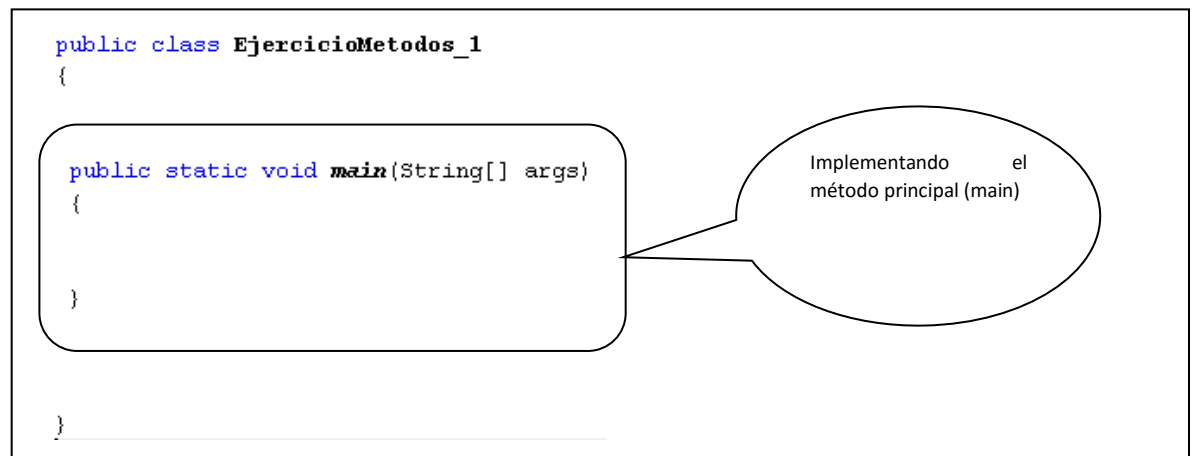 public class EjercicioMetodos_1
{
public static void main(String[] args)
{
}
Implementando el
método principal (main)
}